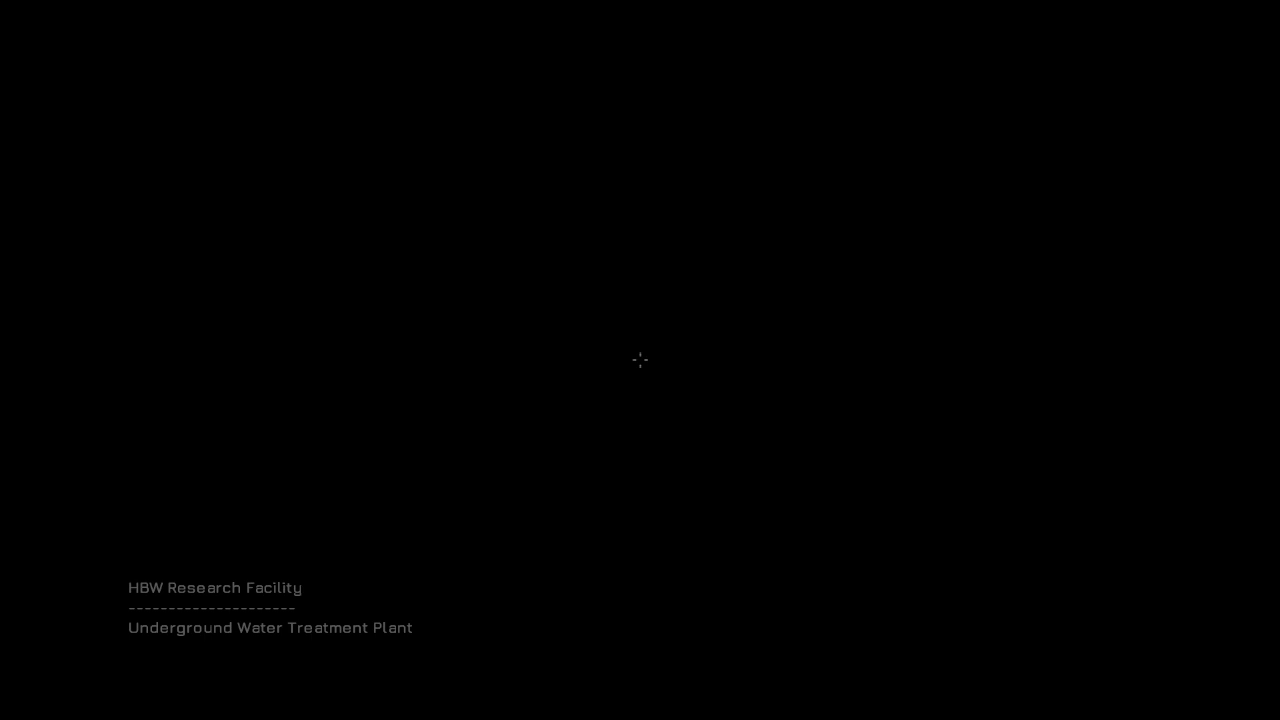 HBW Research Facility
---------------------
Underground Water Treatment Plant